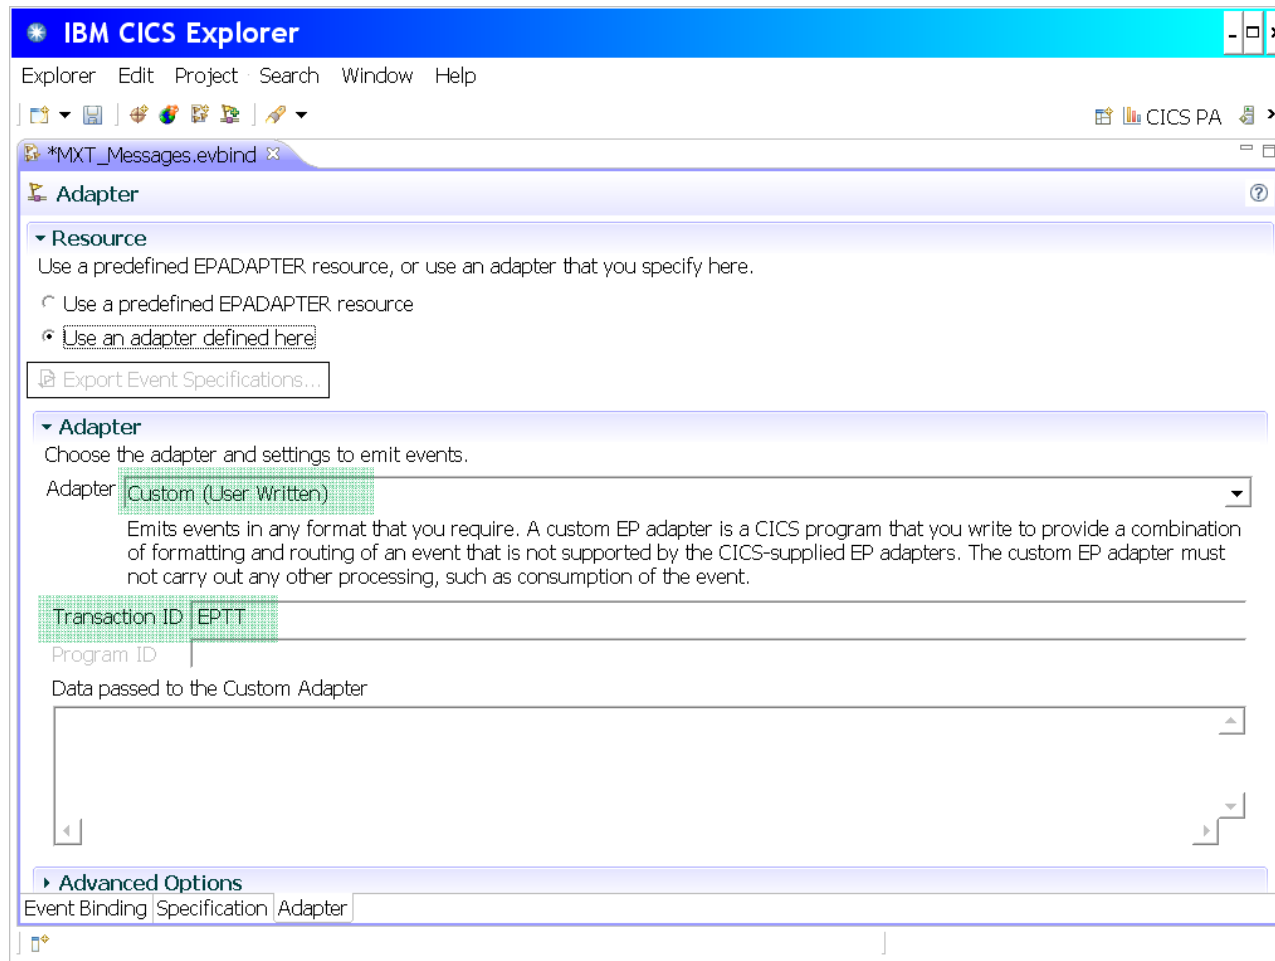 IBM CICS Explorer
Explorer Edit Project Search Window Help
CICS PA
*MXT_Messages.evbind
Adapter
Resource
Use a predefined EPADAPTER resource, or use an adapter that you specify here.
Use a predefined EPADAPTER resource
Use an adapter defined here
Export Event Specifications...
Adapter
Choose the adapter and settings to emit events.
Adapter Custom (User Written)
Emits events in any format that you require. A custom EP adapter is a CICS program that you write to provide a combination
of formatting and routing of an event that is not supported by the CICS-supplied EP adapters. The custom EP adapter must
not carry out any other processing, such as consumption of the event.
Transaction ID EPTT
Program ID
Data passed to the Custom Adapter
Advanced Options
Event Binding Specification Adapter